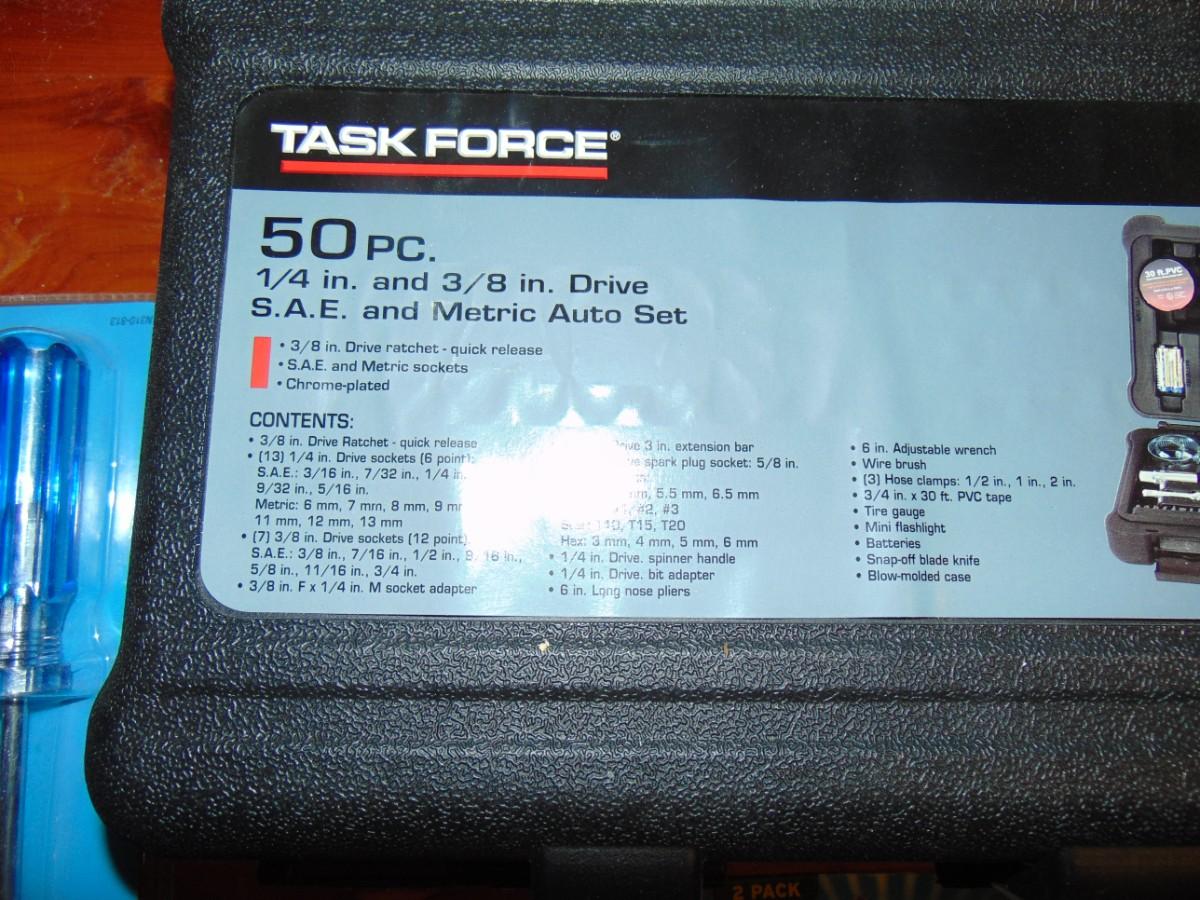 TASK FORCE®
50 PC.
1/4 in. and 3/8 in. Drive
S.A.E. and Metric Auto Set
• 3/8 in. Drive ratchet - quick release
• S.A.E. and Metric sockets
• Chrome-plated
CONTENTS:
• 3/8 in. Drive Ratchet - quick release
• (13) 1/4 in. Drive sockets (6 point):
S.A.E.: 3/16 in., 7/32 in., 1/4 in.
9/32 in., 5/16 in.
Metric: 6 mm, 7 mm, 8 mm, 9 mm
11 mm, 12 mm, 13 mm
• (7) 3/8 in. Drive sockets (12 point)
S.A.E.: 3/8 in., 7/16 in., 1/2 in., 9/16 in.,
5/8 in., 11/16 in., 3/4 in.
• 3/8 in. F x 1/4 in. M socket adapter
3 in. extension bar
spark plug socket: 5/8 in.
5.5 mm, 6.5 mm
#2, #3
T15, T20
Hex: 3 mm, 4 mm, 5 mm, 6 mm
• 1/4 in. Drive. spinner handle
• 1/4 in. Drive. bit adapter
• 6 in. Long nose pliers
• 6 in. Adjustable wrench
• Wire brush
• (3) Hose clamps: 1/2 in., 1 in., 2 in.
• 3/4 in. x 30 ft. PVC tape
• Tire gauge
• Mini flashlight
• Batteries
• Snap-off blade knife
• Blow-molded case
30 ft. PVC
2 PACK